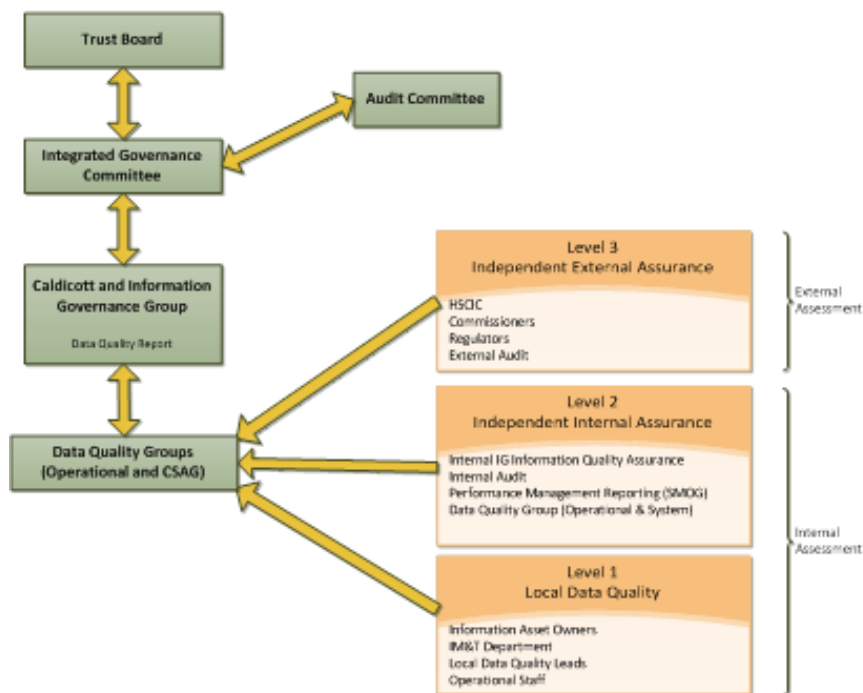 Trust Board
Audit Committee
Integrated Governance
Committee
Caldicott and Information
Governance Group
Data Quality Report
Data Quality Groups
(Operational and CSAG)
Level 3
Independent External Assurance
HSCIC
Commissioners
Regulators
External Audit
External
Assessment
Level 2
Independent Internal Assurance
Internal IG Information Quality Assurance
Internal Audit
Performance Management Reporting (SMOG)
Data Quality Group (Operational & System)
Internal
Assessment
Level 1
Local Data Quality
Information Asset Owners
IM&T Department
Local Data Quality Leads
Operational Staff